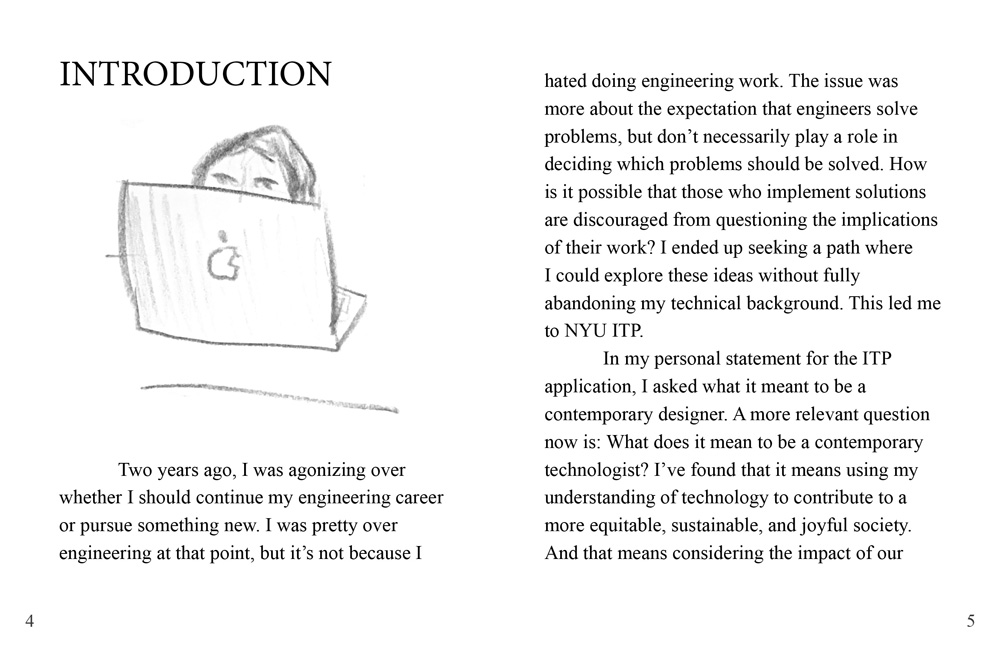 INTRODUCTION
Two years ago, I was agonizing over
whether I should continue my engineering career
or pursue something new. I was pretty over
engineering at that point, but it’s not because I
4
hated doing engineering work. The issue was
more about the expectation that engineers solve
problems, but don’t necessarily play a role in
deciding which problems should be solved. How
is it possible that those who implement solutions
are discouraged from questioning the implications
of their work? I ended up seeking a path where
I could explore these ideas without fully
abandoning my technical background. This led me
to NYU ITP.
In my personal statement for the ITP
application, I asked what it meant to be a
contemporary designer. A more relevant question
now is: What does it mean to be a contemporary
technologist? I’ve found that it means using my
understanding of technology to contribute to a
more equitable, sustainable, and joyful society.
And that means considering the impact of our
5